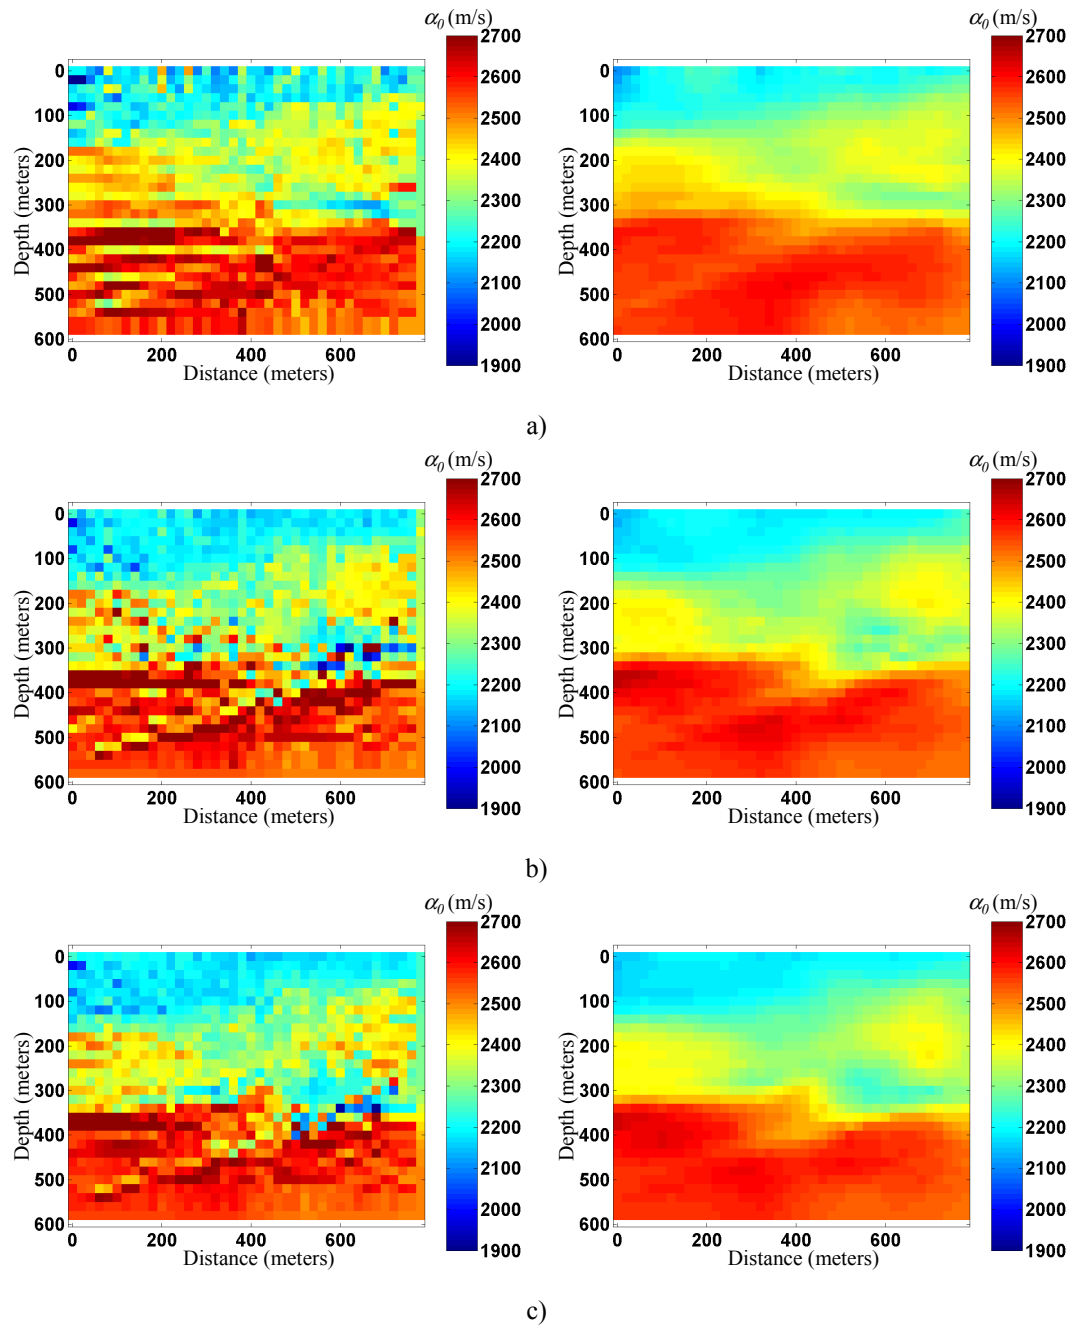 α0 (m/s) α0 (m/s)
2700 2700
0 2600 0 2600
100 2500 100 2500
200 2400 200 2400
300 2300 300 2300
400 2200 400 2200
500 2100 500 2100
600 2000 600 2000
1900 1900
Depth (meters) Depth (meters)
0 200 400 600 0 200 400 600
Distance (meters) Distance (meters)
a)
α0 (m/s) α0 (m/s)
2700 2700
0 2600 0 2600
100 2500 100 2500
200 2400 200 2400
300 2300 300 2300
400 2200 400 2200
500 2100 500 2100
600 2000 600 2000
1900 1900
Depth (meters) Depth (meters)
0 200 400 600 0 200 400 600
Distance (meters) Distance (meters)
b)
α0 (m/s) α0 (m/s)
2700 2700
0 2600 0 2600
100 2500 100 2500
200 2400 200 2400
300 2300 300 2300
400 2200 400 2200
500 2100 500 2100
600 2000 600 2000
1900 1900
Depth (meters) Depth (meters)
0 200 400 600 0 200 400 600
Distance (meters) Distance (meters)
c)